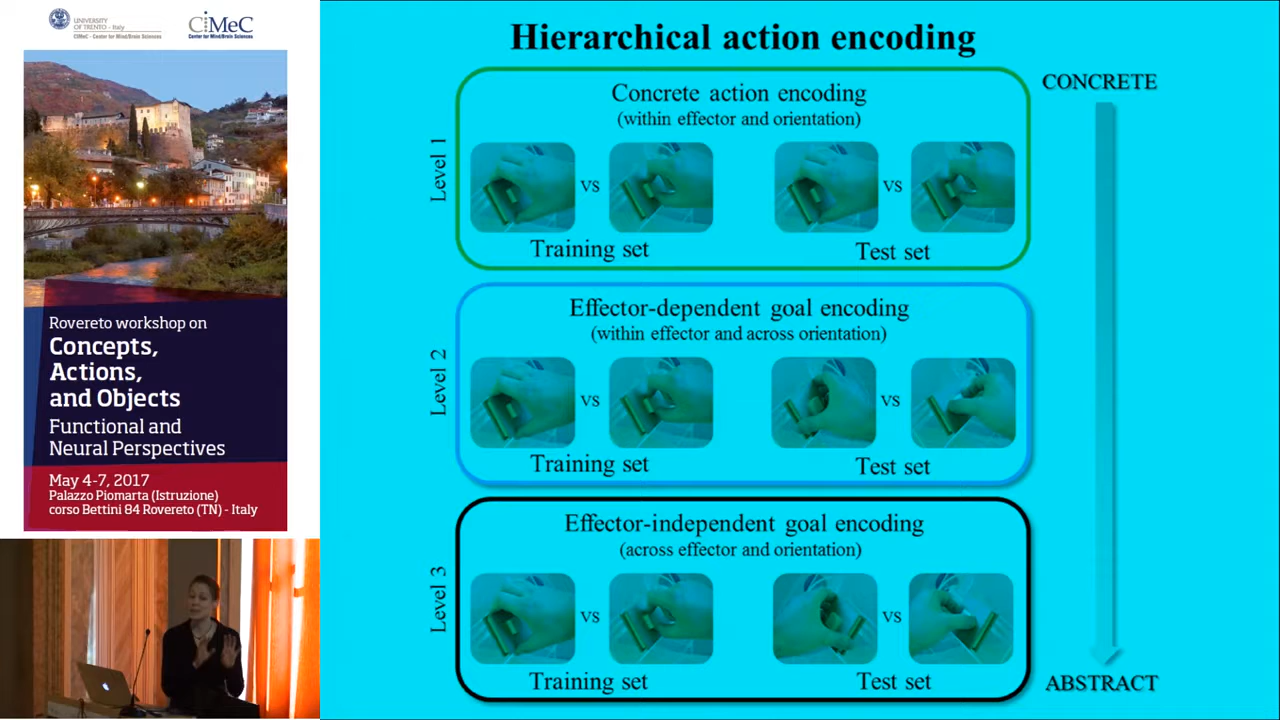 UNIVERSITY
OF TRENTO - Italy
CIMeC - Center for Mind/Brain Sciences
CiMeC
Center for Mind/Brain Sciences
Rovereto workshop on
Concepts,
Actions,
and Objects
Functional and
Neural Perspectives
May 4-7, 2017
Palazzo Piomarta (Istruzione)
corso Bettini 84 Rovereto (TN) - Italy
Hierarchical action encoding
CONCRETE
Level 1
Concrete action encoding
(within effector and orientation)
vs
vs
Training set
Test set
Level 2
Effector-dependent goal encoding
(within effector and across orientation)
vs
vs
Training set
Test set
Level 3
Effector-independent goal encoding
(across effector and orientation)
vs
vs
Training set
Test set
ABSTRACT